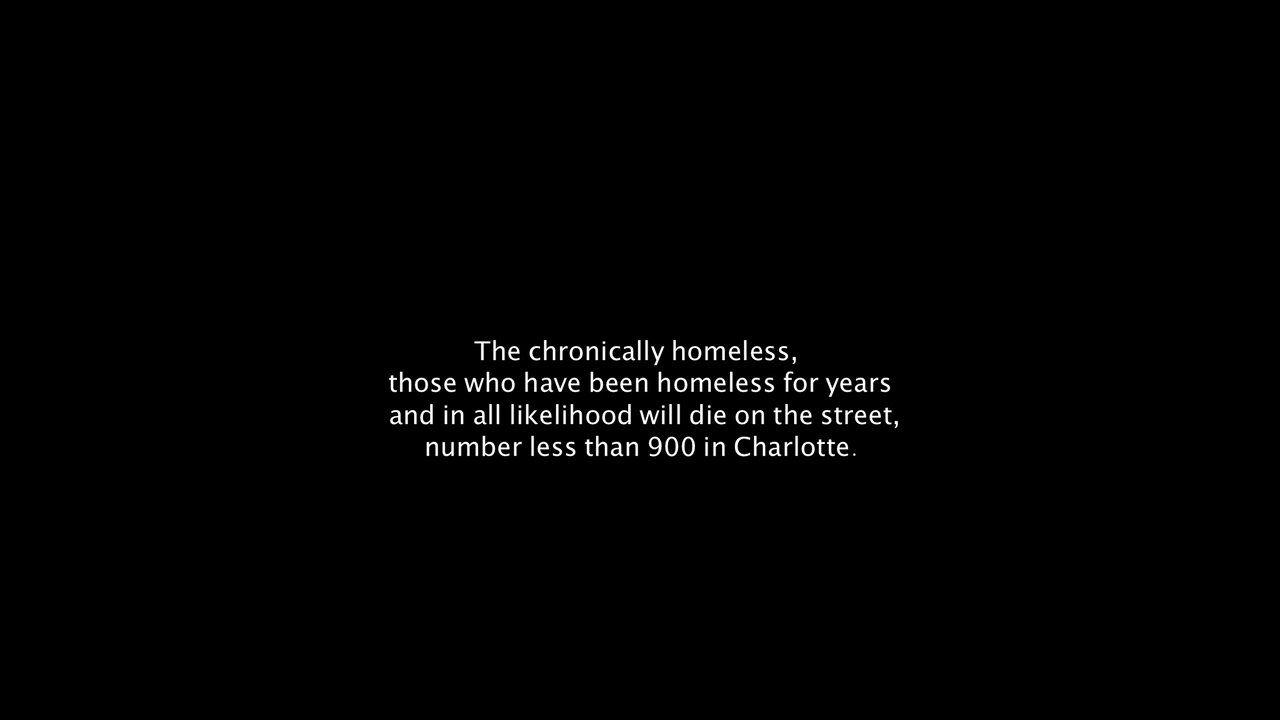 The chronically homeless,
those who have been homeless for years
and in all likelihood will die on the street,
number less than 900 in Charlotte.